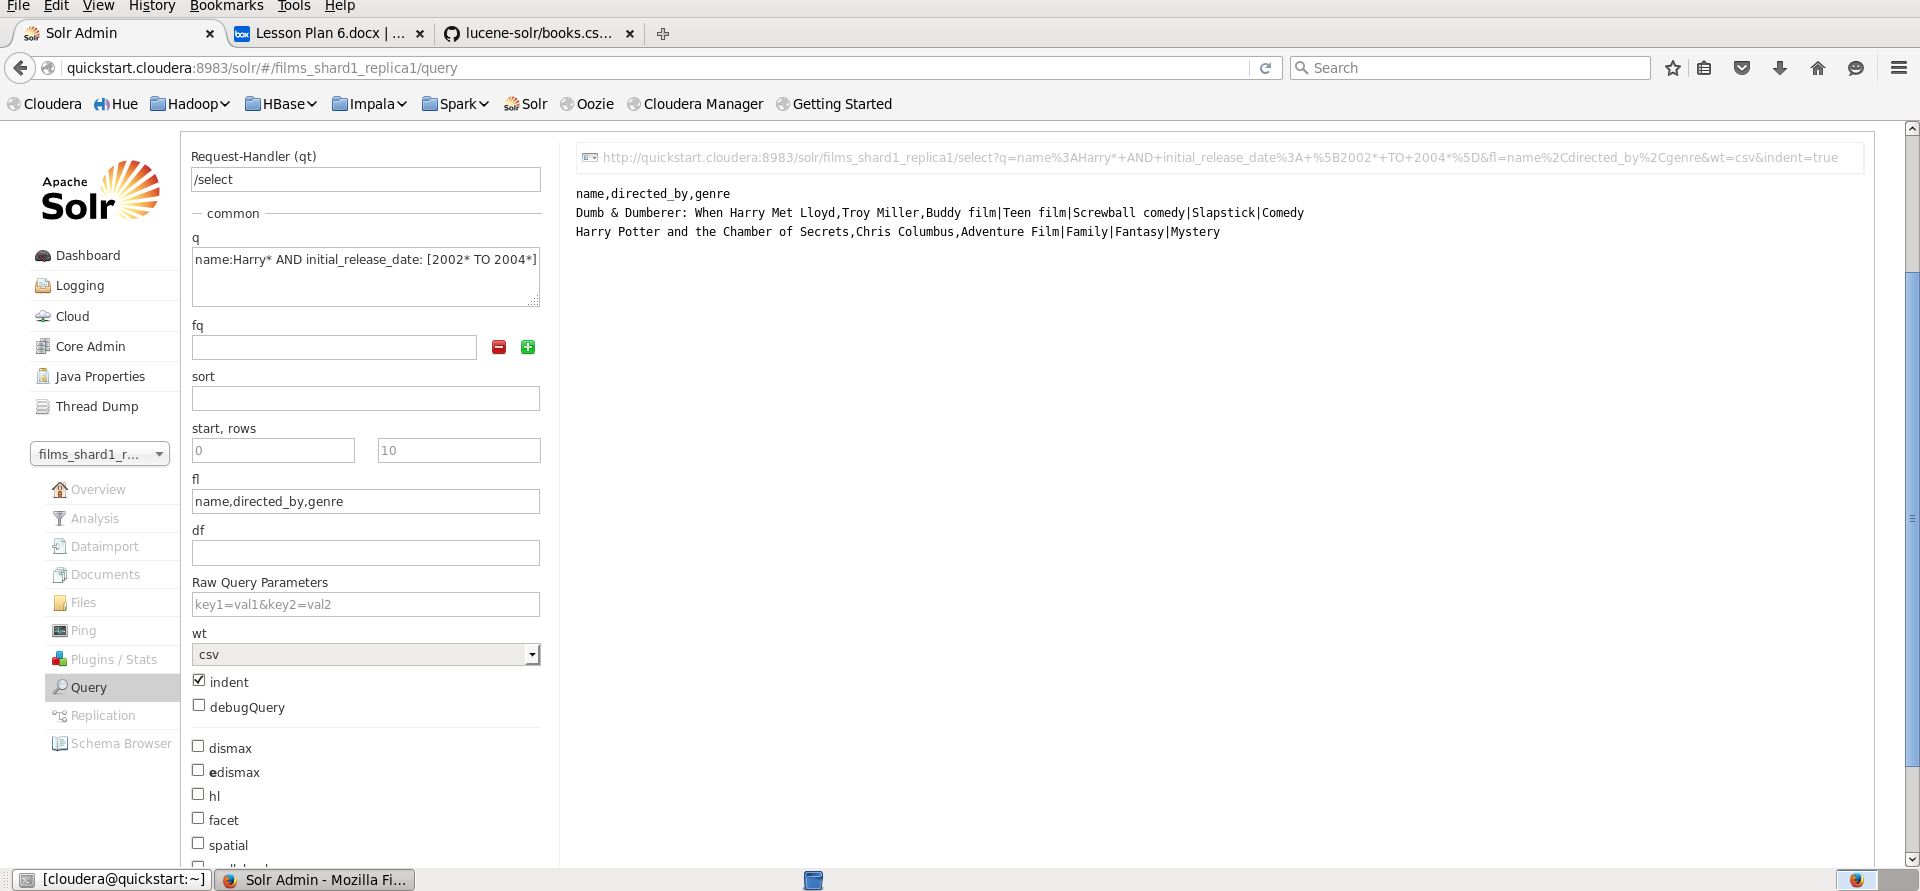 File Edit View History Bookmarks Tools Help
Solr Admin
Lesson Plan 6.docx | ...
lucene-solr/books.cs...
quickstart.cloudera:8983/solr/#/films_shard1_replica1/query
Search
Cloudera Hue Hadoop HBase Impala Spark Solr Oozie Cloudera Manager Getting Started
Apache
Solr
Dashboard
Logging
Cloud
Core Admin
Java Properties
Thread Dump
films_shard1_r...
Overview
Analysis
Dataimport
Documents
Files
Ping
Plugins / Stats
Query
Replication
Schema Browser
Request-Handler (qt)
/select
common
q
name:Harry* AND initial_release_date: [2002* TO 2004*]
fq
sort
start, rows
0
10
fl
name,directed_by,genre
df
Raw Query Parameters
key1=val1&key2=val2
wt
csv
indent
debugQuery
dismax
edismax
hl
facet
spatial
http://quickstart.cloudera:8983/solr/films_shard1_replica1/select?q=name%3AHarry*+AND+initial_release_date%3A+%5B2002*+TO+2004*%5D&fl=name%2Cdirected_by%2Cgenre&wt=csv&indent=true
name,directed_by,genre
Dumb & Dumberer: When Harry Met Lloyd,Troy Miller,Buddy film|Teen film|Screwball comedy|Slapstick|Comedy
Harry Potter and the Chamber of Secrets,Chris Columbus,Adventure Film|Family|Fantasy|Mystery
[cloudera@quickstart:~]
Solr Admin - Mozilla Fi...